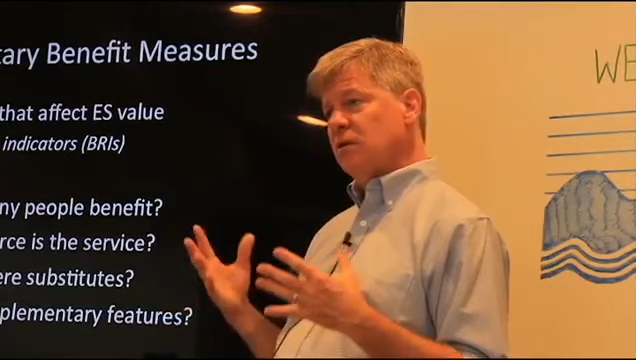 tary Benefit Measures
that affect ES value
indicators (BRIs)
ny people benefit?
rce is the service?
ere substitutes?
plementary features?
WE